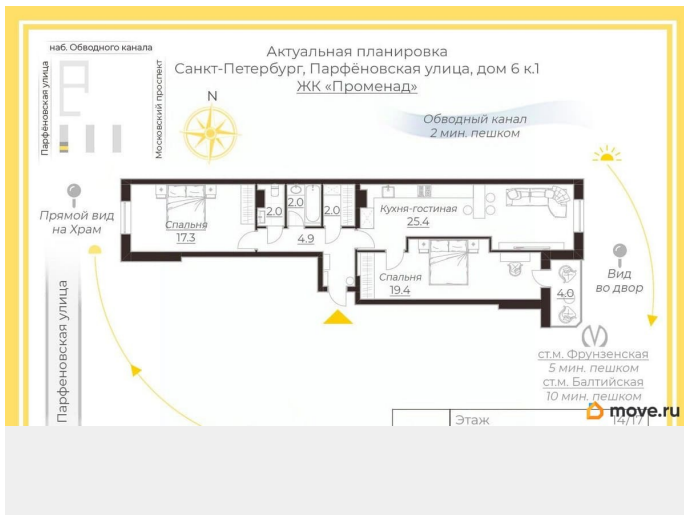 наб. Обводного канала
Парфёновская улица
Московский проспект
Актуальная планировка
Санкт-Петербург, Парфёновская улица, дом 6 к.1
ЖК «Променад»
N
Обводный канал
2 мин. пешком
Прямой вид
на Храм
Спальня
17.3
2.0
2.0
2.0
4.9
Кухня-гостиная
25.4
Спальня
19.4
4.0
Вид
во двор
Парфеновская улица
ст.м. Фрунзенская
5 мин. пешком
ст.м. Балтийская
10 мин. пешком
move.ru
Этаж 14/17